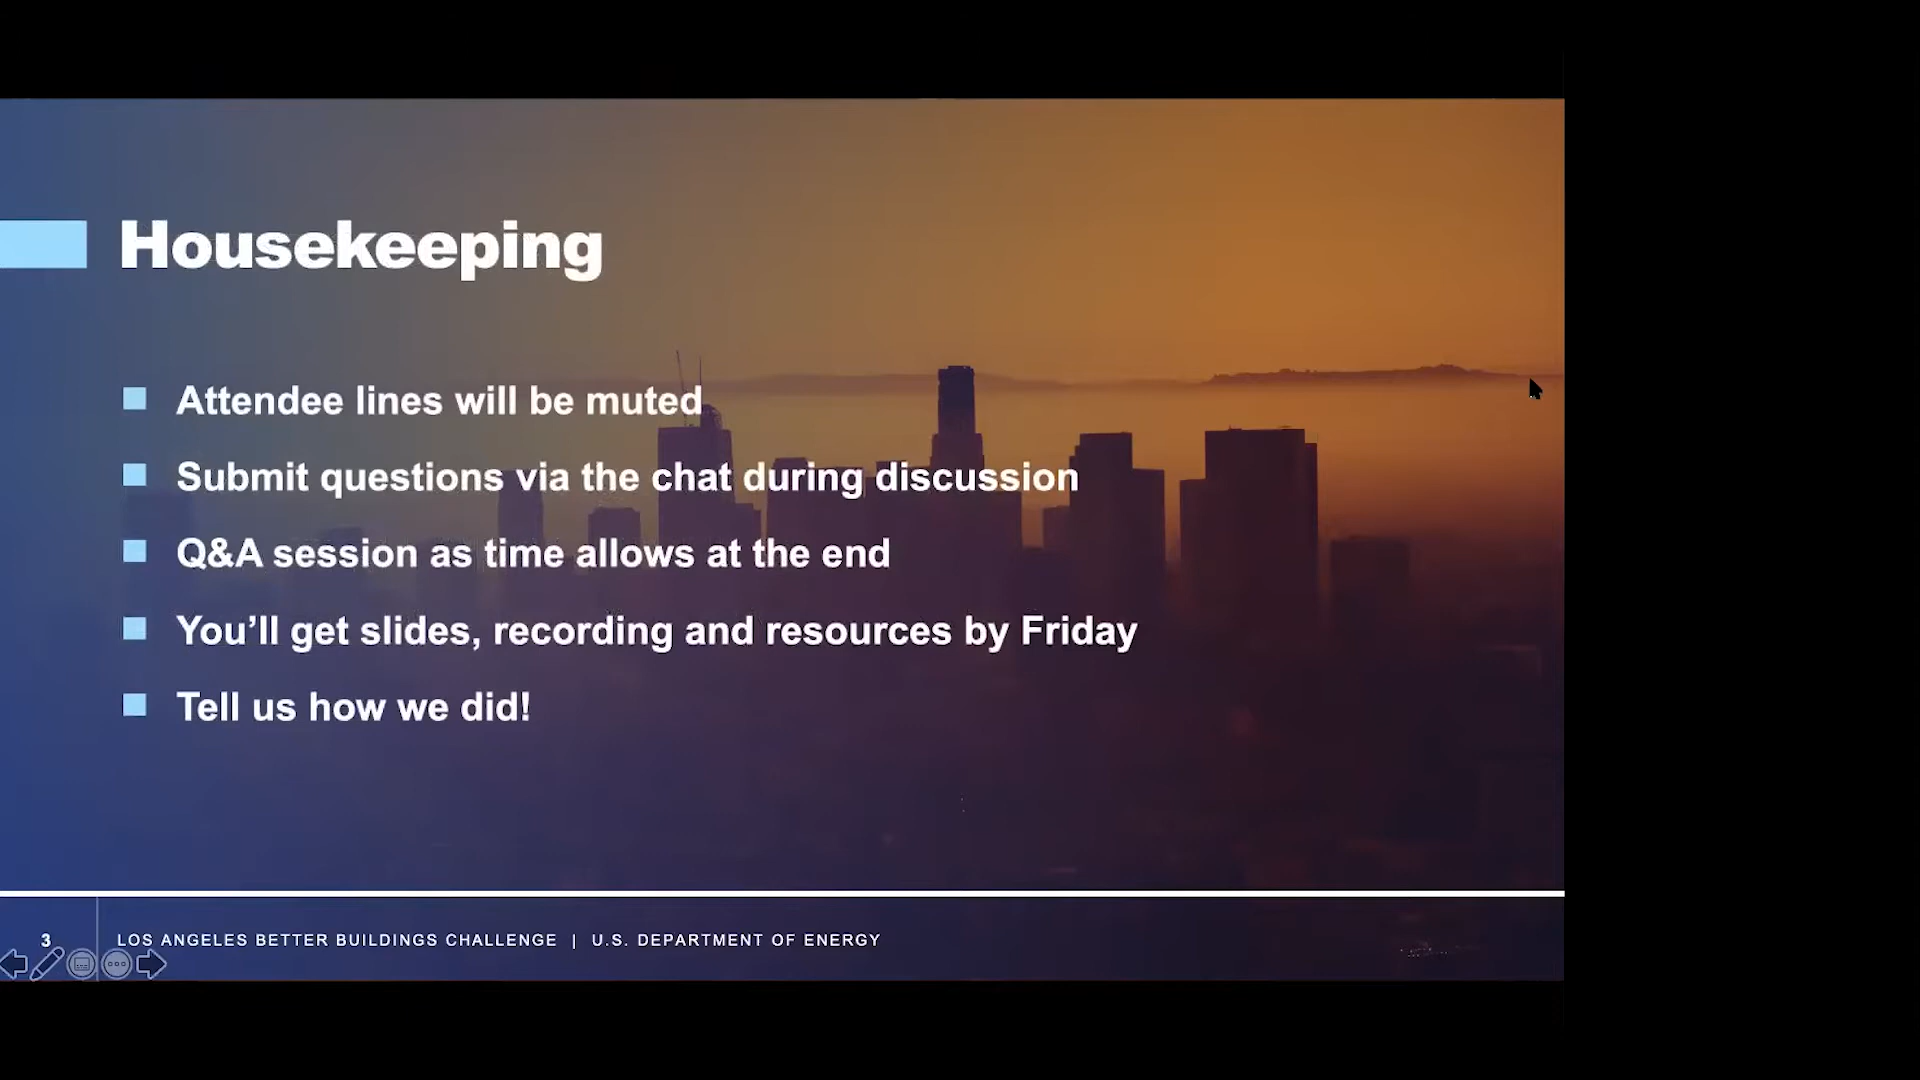 Housekeeping
Attendee lines will be muted
Submit questions via the chat during discussion
Q&A session as time allows at the end
You’ll get slides, recording and resources by Friday
Tell us how we did!
3
LOS ANGELES BETTER BUILDINGS CHALLENGE | U.S. DEPARTMENT OF ENERGY